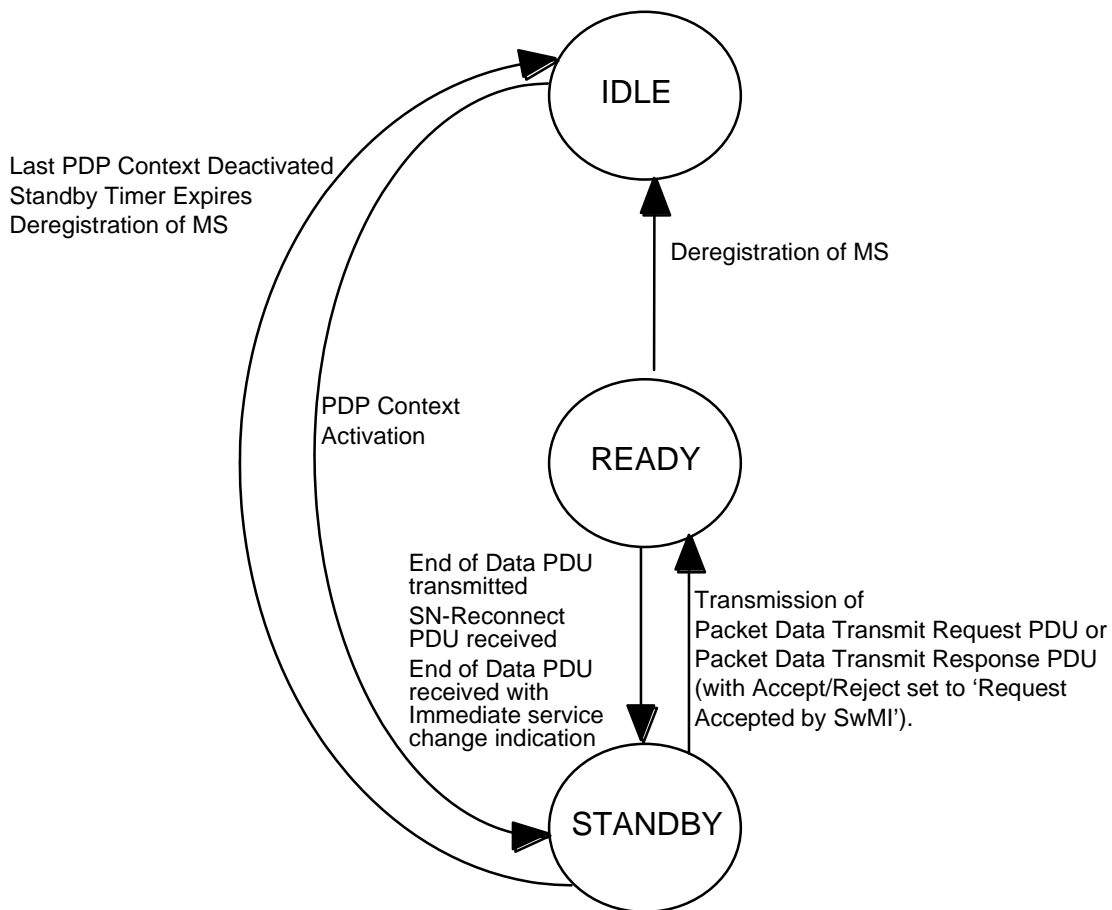 IDLE
Last PDP Context Deactivated
Standby Timer Expires
Deregistration of MS
Deregistration of MS
PDP Context
Activation
READY
End of Data PDU
transmitted
SN-Reconnect
PDU received
End of Data PDU
received with
Immediate service
change indication
Transmission of
Packet Data Transmit Request PDU or
Packet Data Transmit Response PDU
(with Accept/Reject set to ‘Request
Accepted by SwMI’).
STANDBY